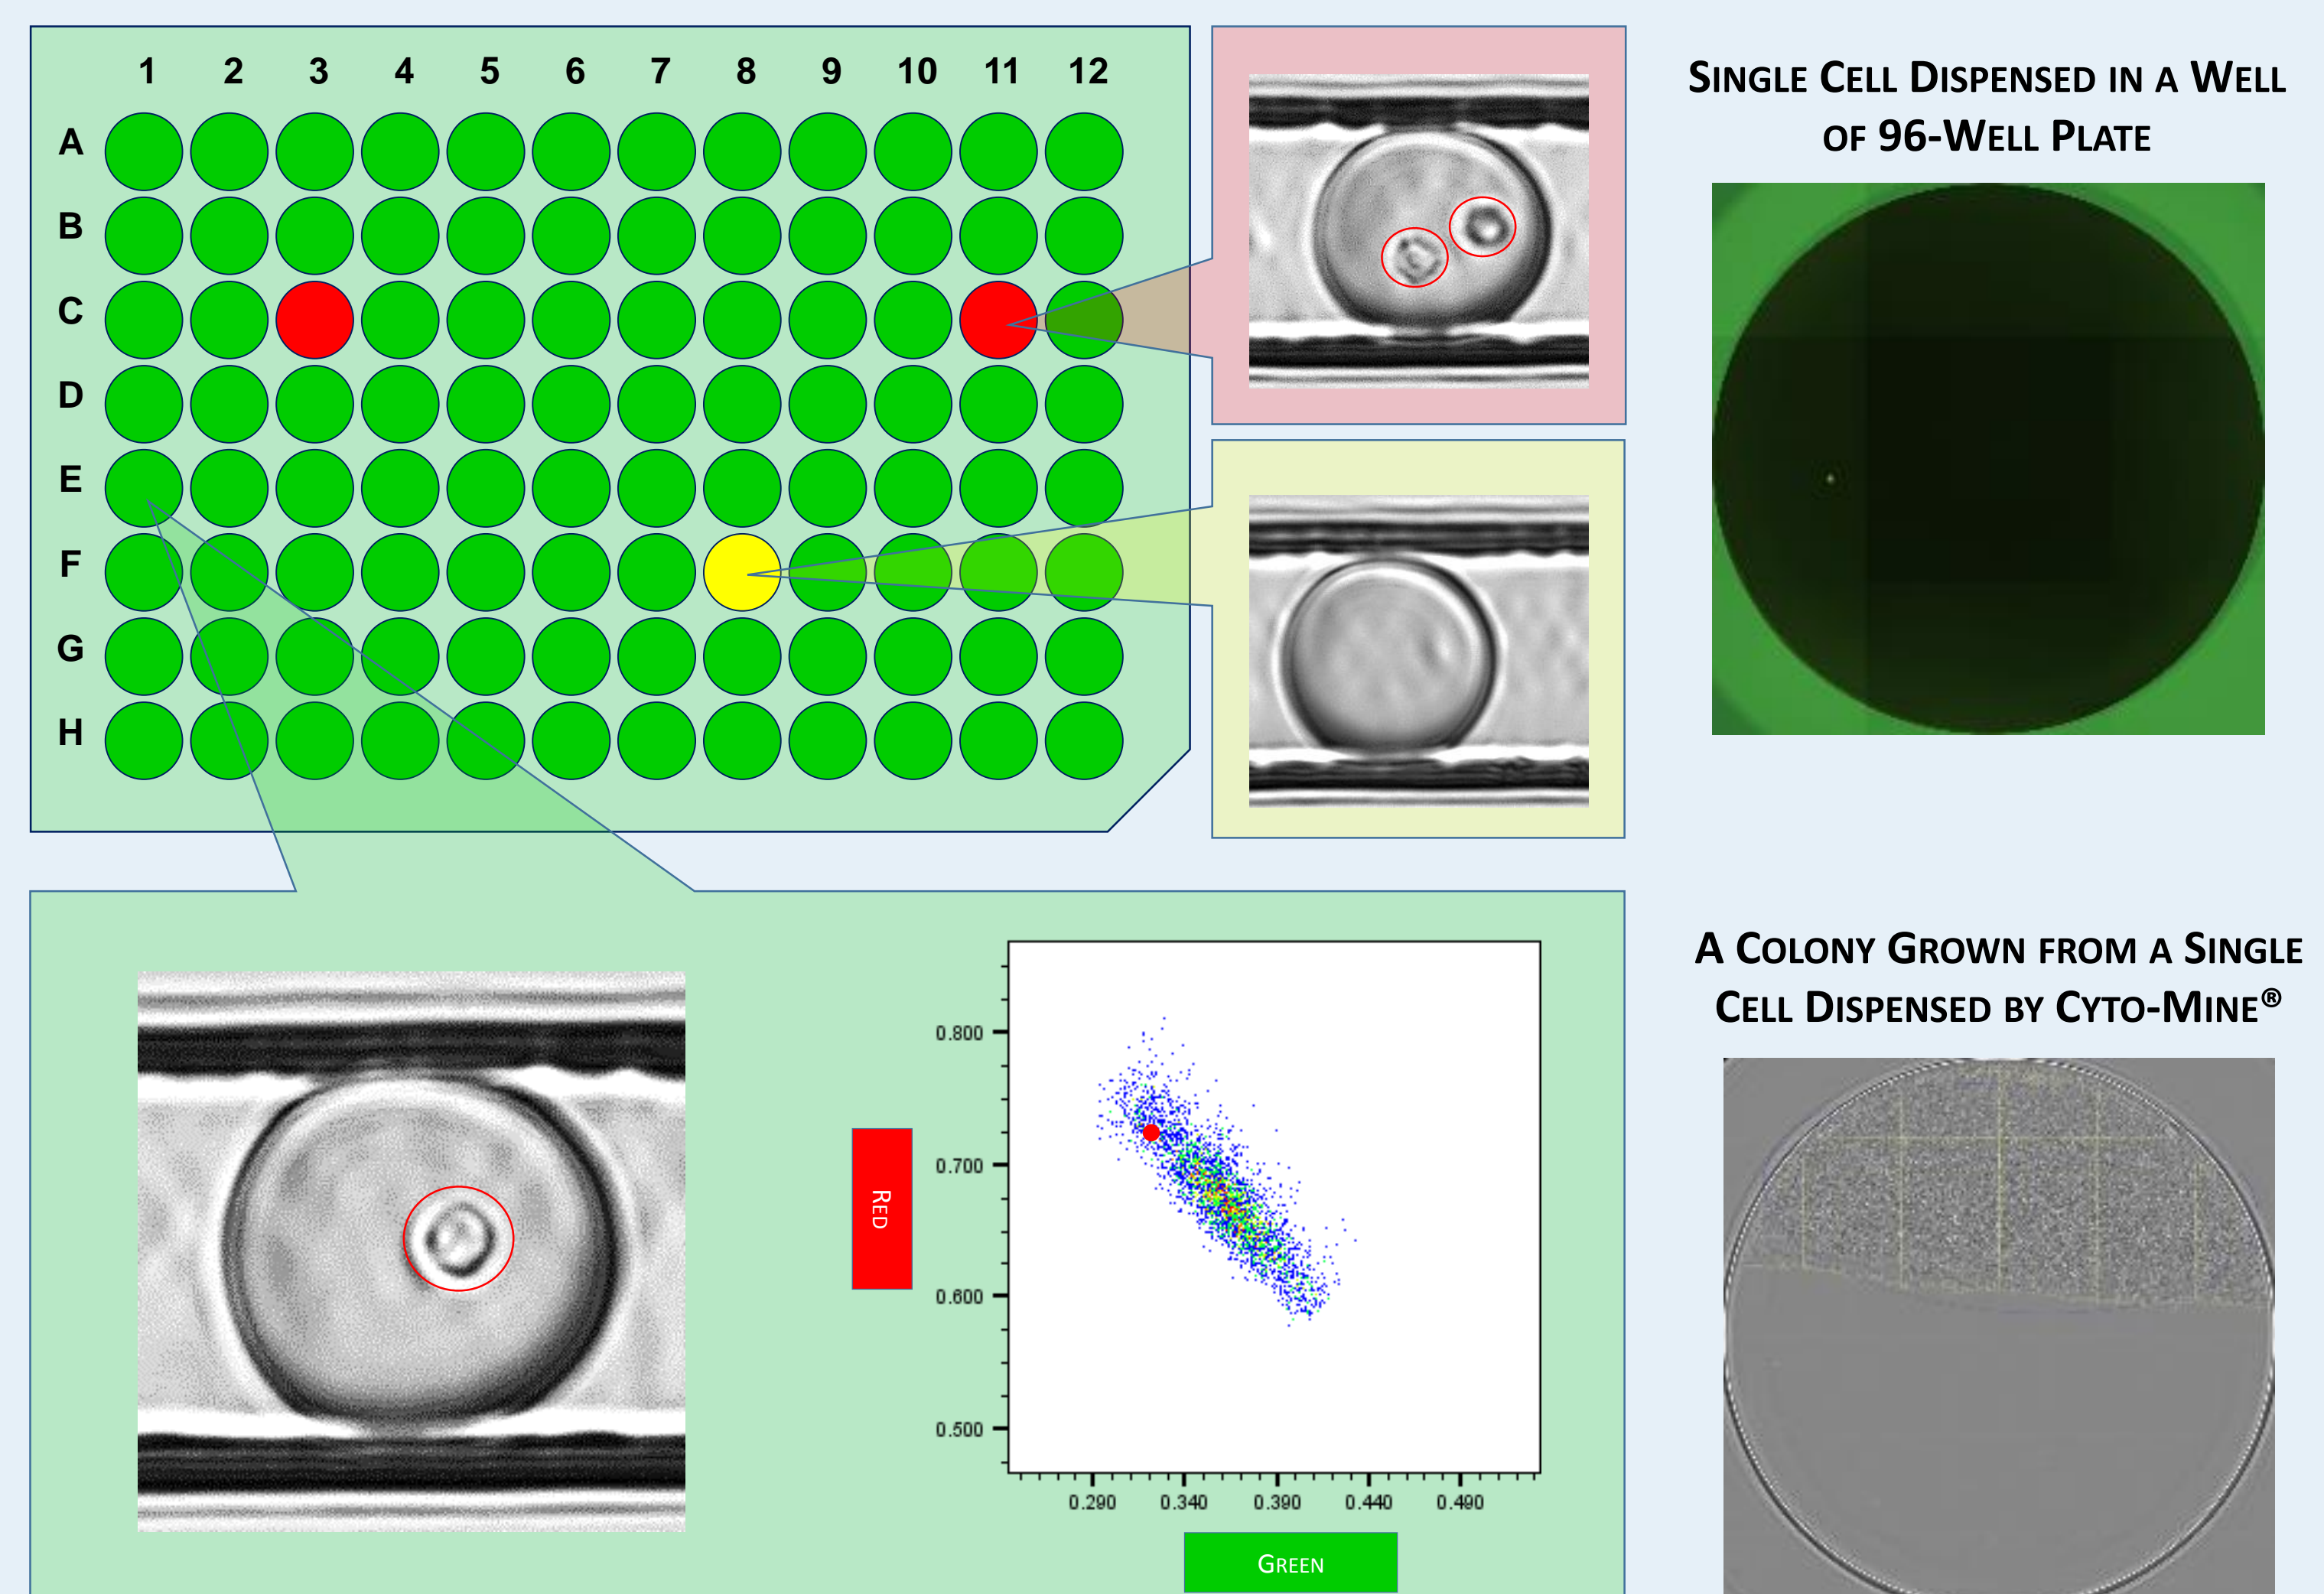 1 2 3 4 5 6 7 8 9 10 11 12
A
B
C
D
E
F
G
H
SINGLE CELL DISPENSED IN A WELL
OF 96-WELL PLATE
A COLONY GROWN FROM A SINGLE
CELL DISPENSED BY CYTO-MINE®
RED
0.800
0.700
0.600
0.500
0.290 0.340 0.390 0.440 0.490
GREEN